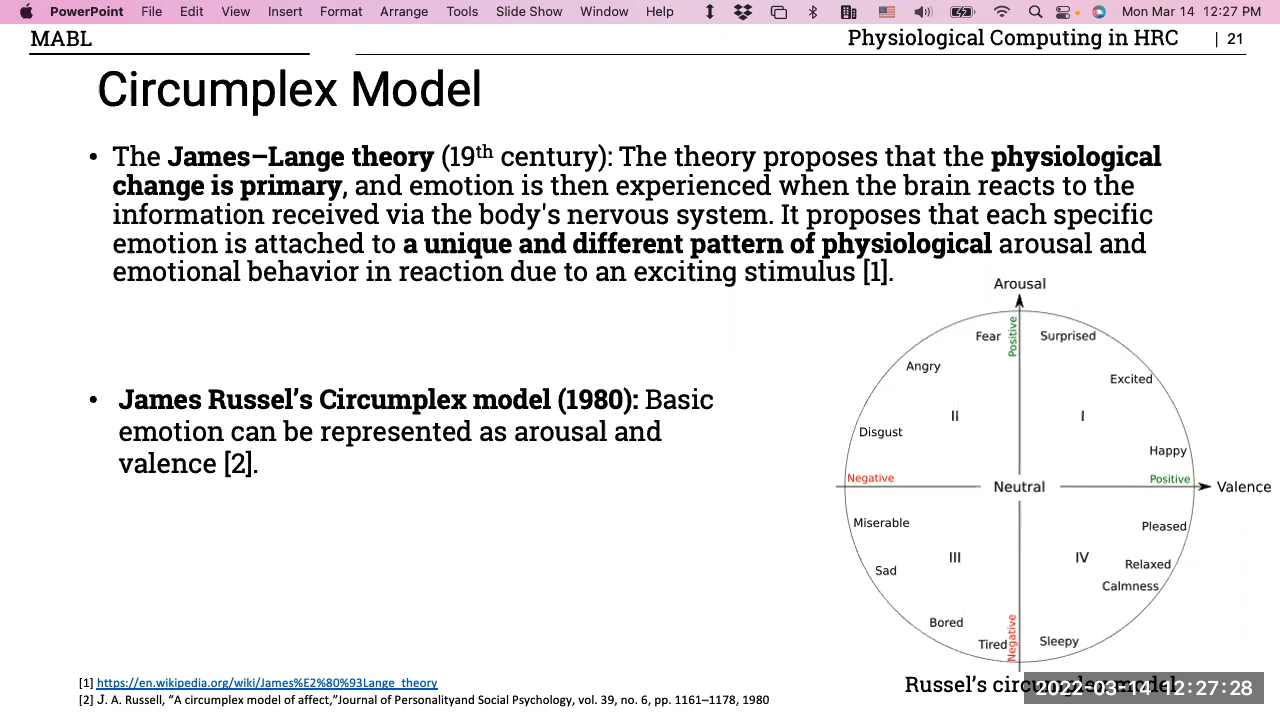 PowerPoint File Edit View Insert Format Arrange Tools Slide Show Window Help Mon Mar 14 12:27 PM
MABL
Physiological Computing in HRC | 21
Circumplex Model
• The James–Lange theory (19th century): The theory proposes that the physiological
change is primary, and emotion is then experienced when the brain reacts to the
information received via the body's nervous system. It proposes that each specific
emotion is attached to a unique and different pattern of physiological arousal and
emotional behavior in reaction due to an exciting stimulus [1].
• James Russel’s Circumplex model (1980): Basic
emotion can be represented as arousal and
valence [2].
Arousal
Positive
Fear
Surprised
Angry
Excited
II
I
Disgust
Happy
Negative
Positive
Neutral
Valence
Miserable
Pleased
III
IV
Sad
Relaxed
Calmness
Bored
Tired
Negative
Sleepy
Russel’s circumplex model
2022-03-14 12:27:28
[1] https://en.wikipedia.org/wiki/James%E2%80%93Lange_theory
[2] J. A. Russell, “A circumplex model of affect,”Journal of Personalityand Social Psychology, vol. 39, no. 6, pp. 1161–1178, 1980